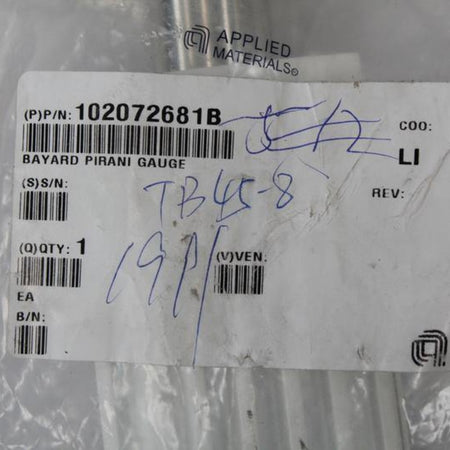 APPLIED
MATERIALS®
(P)P/N: 102072681B
COO:
LI
BAYARD PIRANI GAUGE
(S)S/N:
TB45-8
REV:
(Q)QTY: 1
(V)VEN:
EA
B/N: